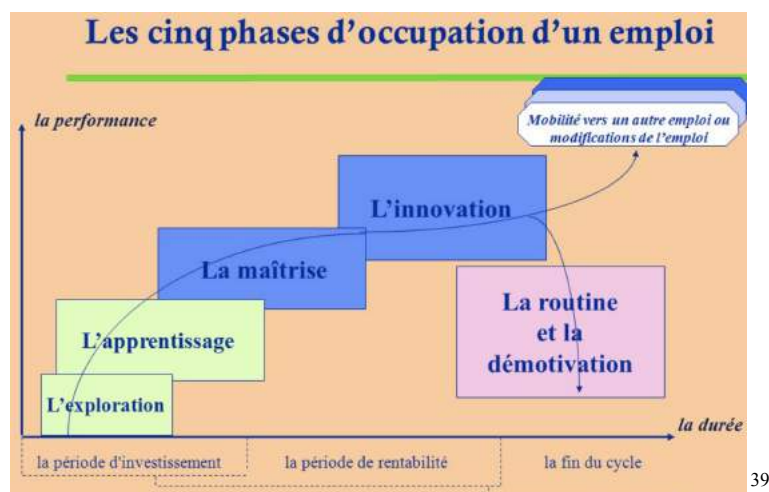 Les cinq phases d'occupation d'un emploi
Mobilité vers un autre emploi ou
modifications de l'emploi
la performance
L'innovation
La maîtrise
La routine
et la
démotivation
L'apprentissage
L'exploration
la durée
la période d'investissement
la période de rentabilité
la fin du cycle
39